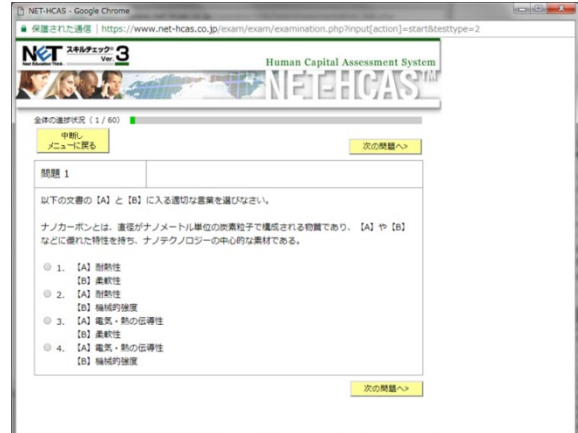 NET-HCAS - Google Chrome
保護された通信 | https://www.net-hcas.co.jp/exam/exam/examination.php?input[action]=start&testtype=2
NET スキルチェック Ver. 3
Human Capital Assessment System
NET-HCAS TM
全体の進捗状況 (1 / 60)
中断し
メニューに戻る
次の問題へ>
問題 1
以下の文書の【A】と【B】に入る適切な言葉を選びなさい。
ナノカーボンとは、直径がナノメートル単位の炭素粒子で構成される物質であり、【A】や【B】
などに優れた特性を持ち、ナノテクノロジーの中心的な素材である。
1. 【A】耐熱性
【B】柔軟性
2. 【A】耐熱性
【B】機械的強度
3. 【A】電気・熱の伝導性
【B】柔軟性
4. 【A】電気・熱の伝導性
【B】機械的強度
次の問題へ>